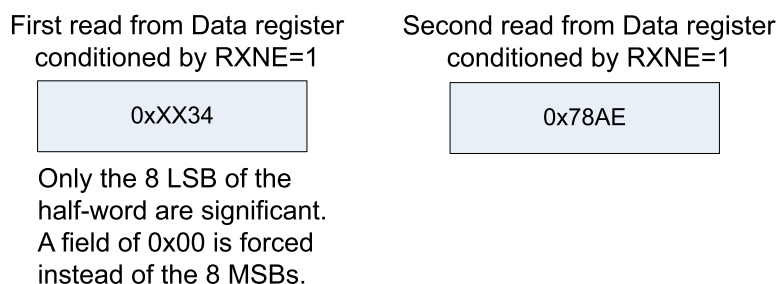 First read from Data register
conditioned by RXNE=1
0xXX34
Only the 8 LSB of the
half-word are significant.
A field of 0x00 is forced
instead of the 8 MSBs.
Second read from Data register
conditioned by RXNE=1
0x78AE